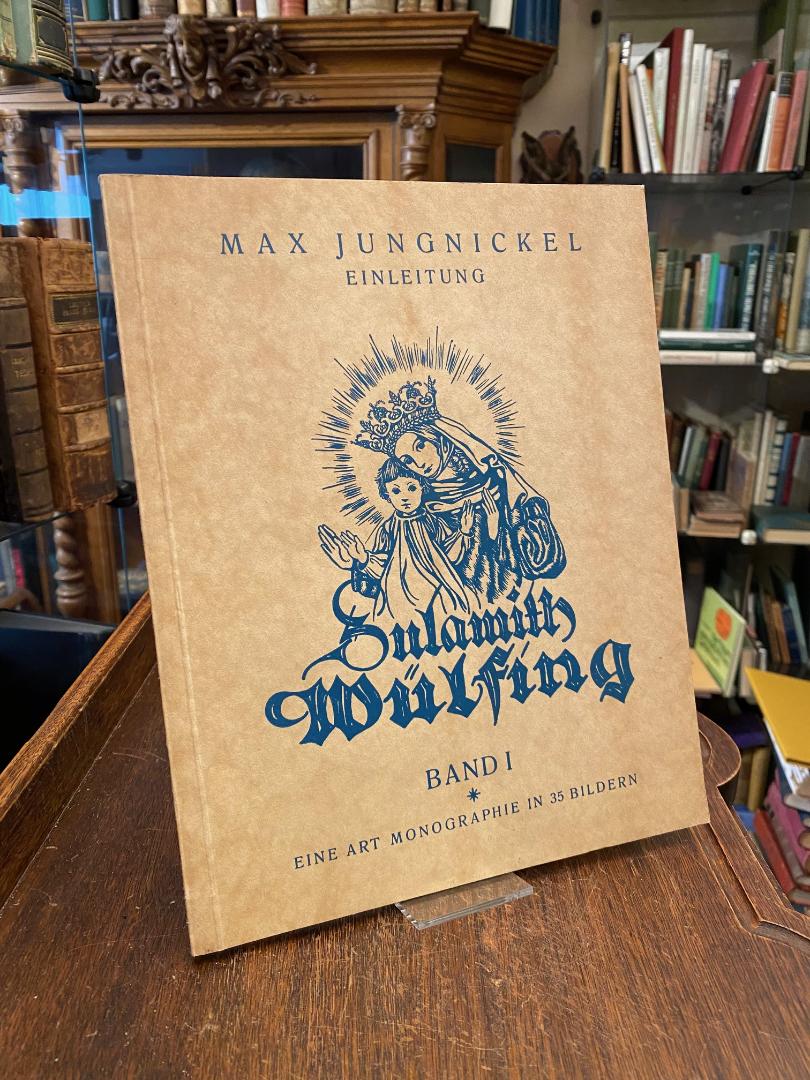 MAX JUNGNICKEL
EINLEITUNG
Sulamith
Wülfing
BAND I
*
EINE ART MONOGRAPHIE IN 35 BILDERN